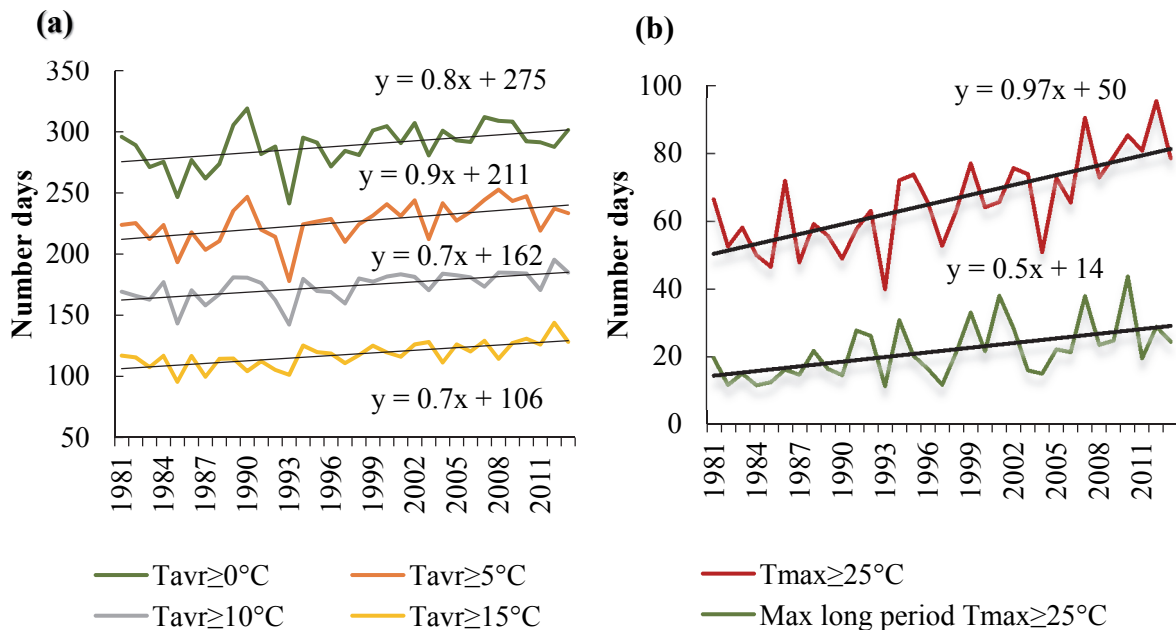 (a)
350
300
250
200
150
100
50
Number days
y = 0.8x + 275
y = 0.9x + 211
y = 0.7x + 162
y = 0.7x + 106
1981
1984
1987
1990
1993
1996
1999
2002
2005
2008
2011
Tavr≥0°C
Tavr≥5°C
Tavr≥10°C
Tavr≥15°C
(b)
100
80
60
40
20
0
Number days
y = 0.97x + 50
y = 0.5x + 14
1981
1984
1987
1990
1993
1996
1999
2002
2005
2008
2011
Tmax≥25°C
Max long period Tmax≥25°C